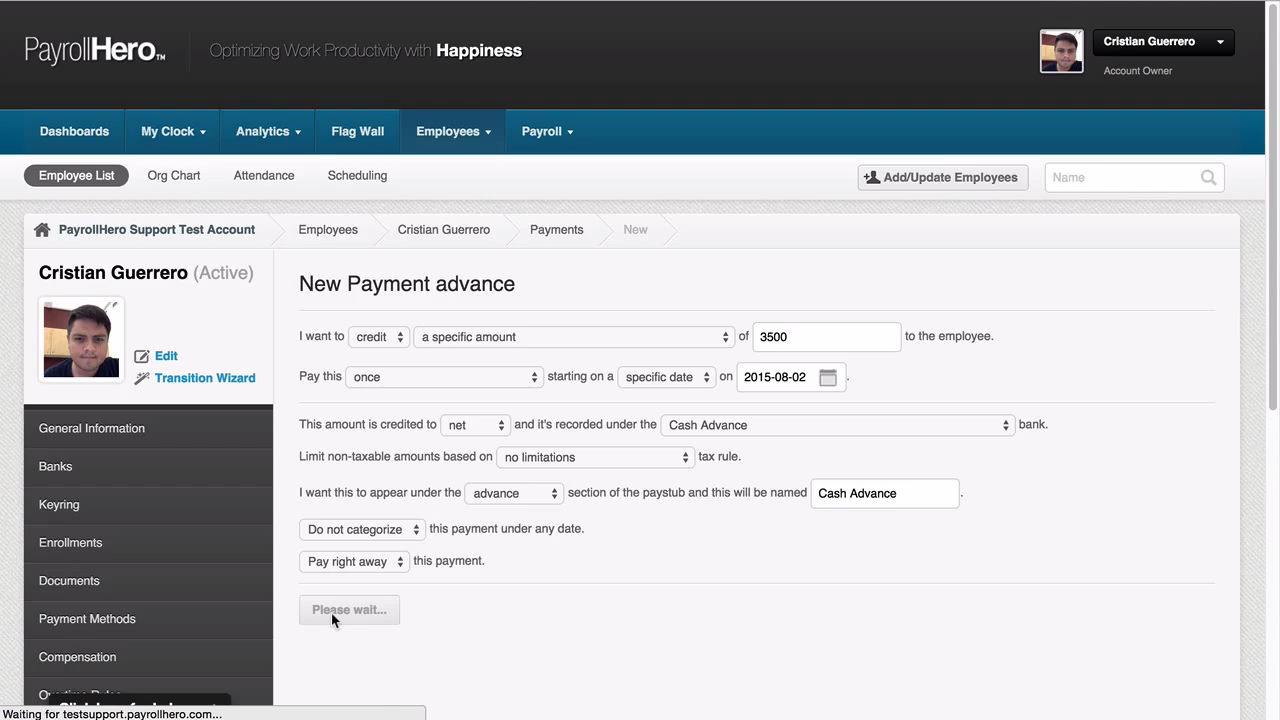 PayrollHero™ Optimizing Work Productivity with Happiness
Cristian Guerrero
Account Owner
Dashboards My Clock Analytics Flag Wall Employees Payroll
Employee List Org Chart Attendance Scheduling Add/Update Employees Name
PayrollHero Support Test Account Employees Cristian Guerrero Payments New
Cristian Guerrero (Active)
Edit
Transition Wizard
General Information
Banks
Keyring
Enrollments
Documents
Payment Methods
Compensation
New Payment advance
I want to credit a specific amount of 3500 to the employee.
Pay this once starting on a specific date on 2015-08-02 .
This amount is credited to net and it's recorded under the Cash Advance bank.
Limit non-taxable amounts based on no limitations tax rule.
I want this to appear under the advance section of the paystub and this will be named Cash Advance .
Do not categorize this payment under any date.
Pay right away this payment.
Please wait...
Waiting for testsupport.payrollhero.com...